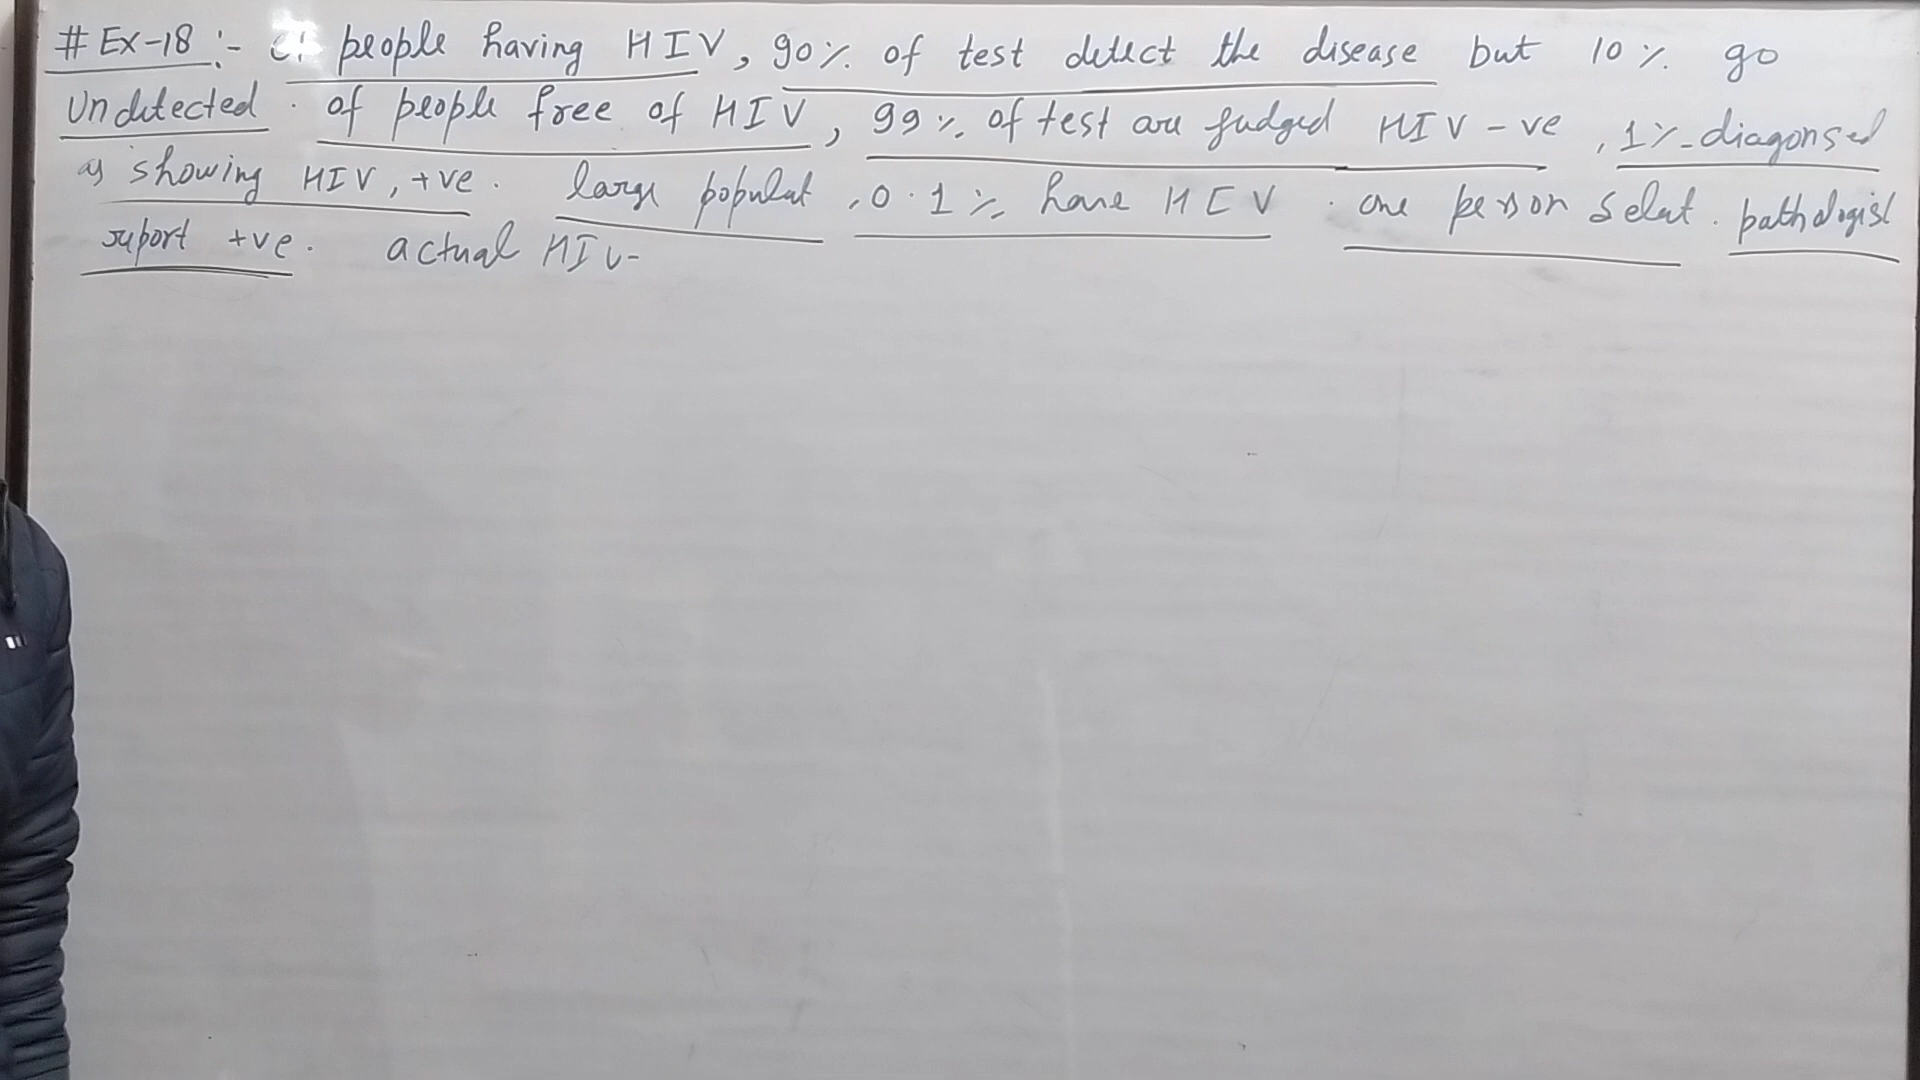 # Ex-18 :- of people having HIV, 90% of test detect the disease but 10% go
Undetected. of people free of HIV, 99% of test are judged HIV -ve, 1% diagonsed
as showing HIV, +ve. large populat, 0.1% have HIV. one person selut. pathologist
report +ve. actual HIV-